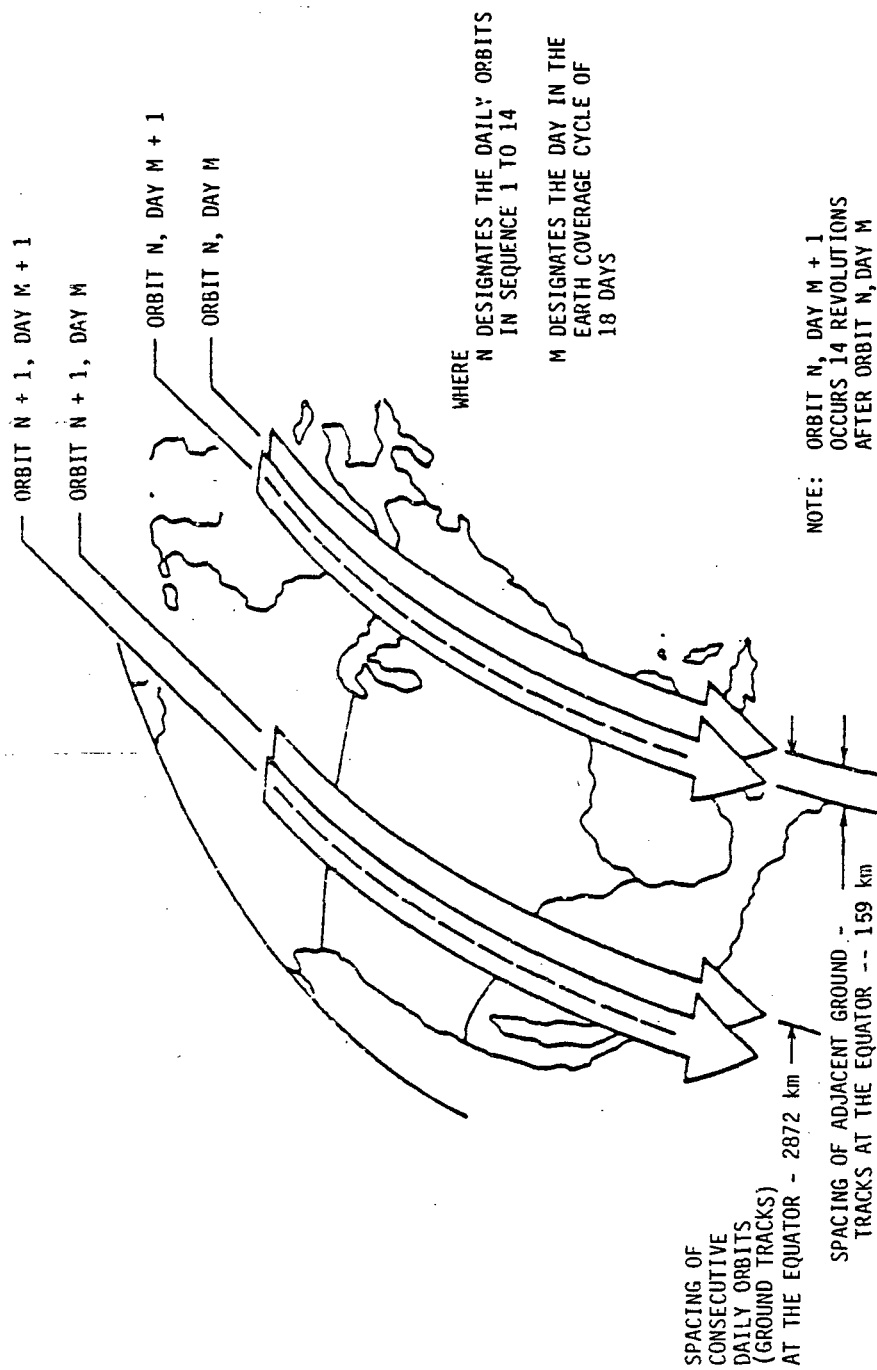 ORBIT N + 1, DAY M + 1
ORBIT N + 1, DAY M
ORBIT N, DAY M + 1
ORBIT N, DAY M
WHERE
N DESIGNATES THE DAILY ORBITS
IN SEQUENCE 1 TO 14
M DESIGNATES THE DAY IN THE
EARTH COVERAGE CYCLE OF
18 DAYS
NOTE: ORBIT N, DAY M + 1
OCCURS 14 REVOLUTIONS
AFTER ORBIT N, DAY M
SPACING OF
CONSECUTIVE
DAILY ORBITS
(GROUND TRACKS)
AT THE EQUATOR - 2872 km
SPACING OF ADJACENT GROUND -
TRACKS AT THE EQUATOR -- 159 km